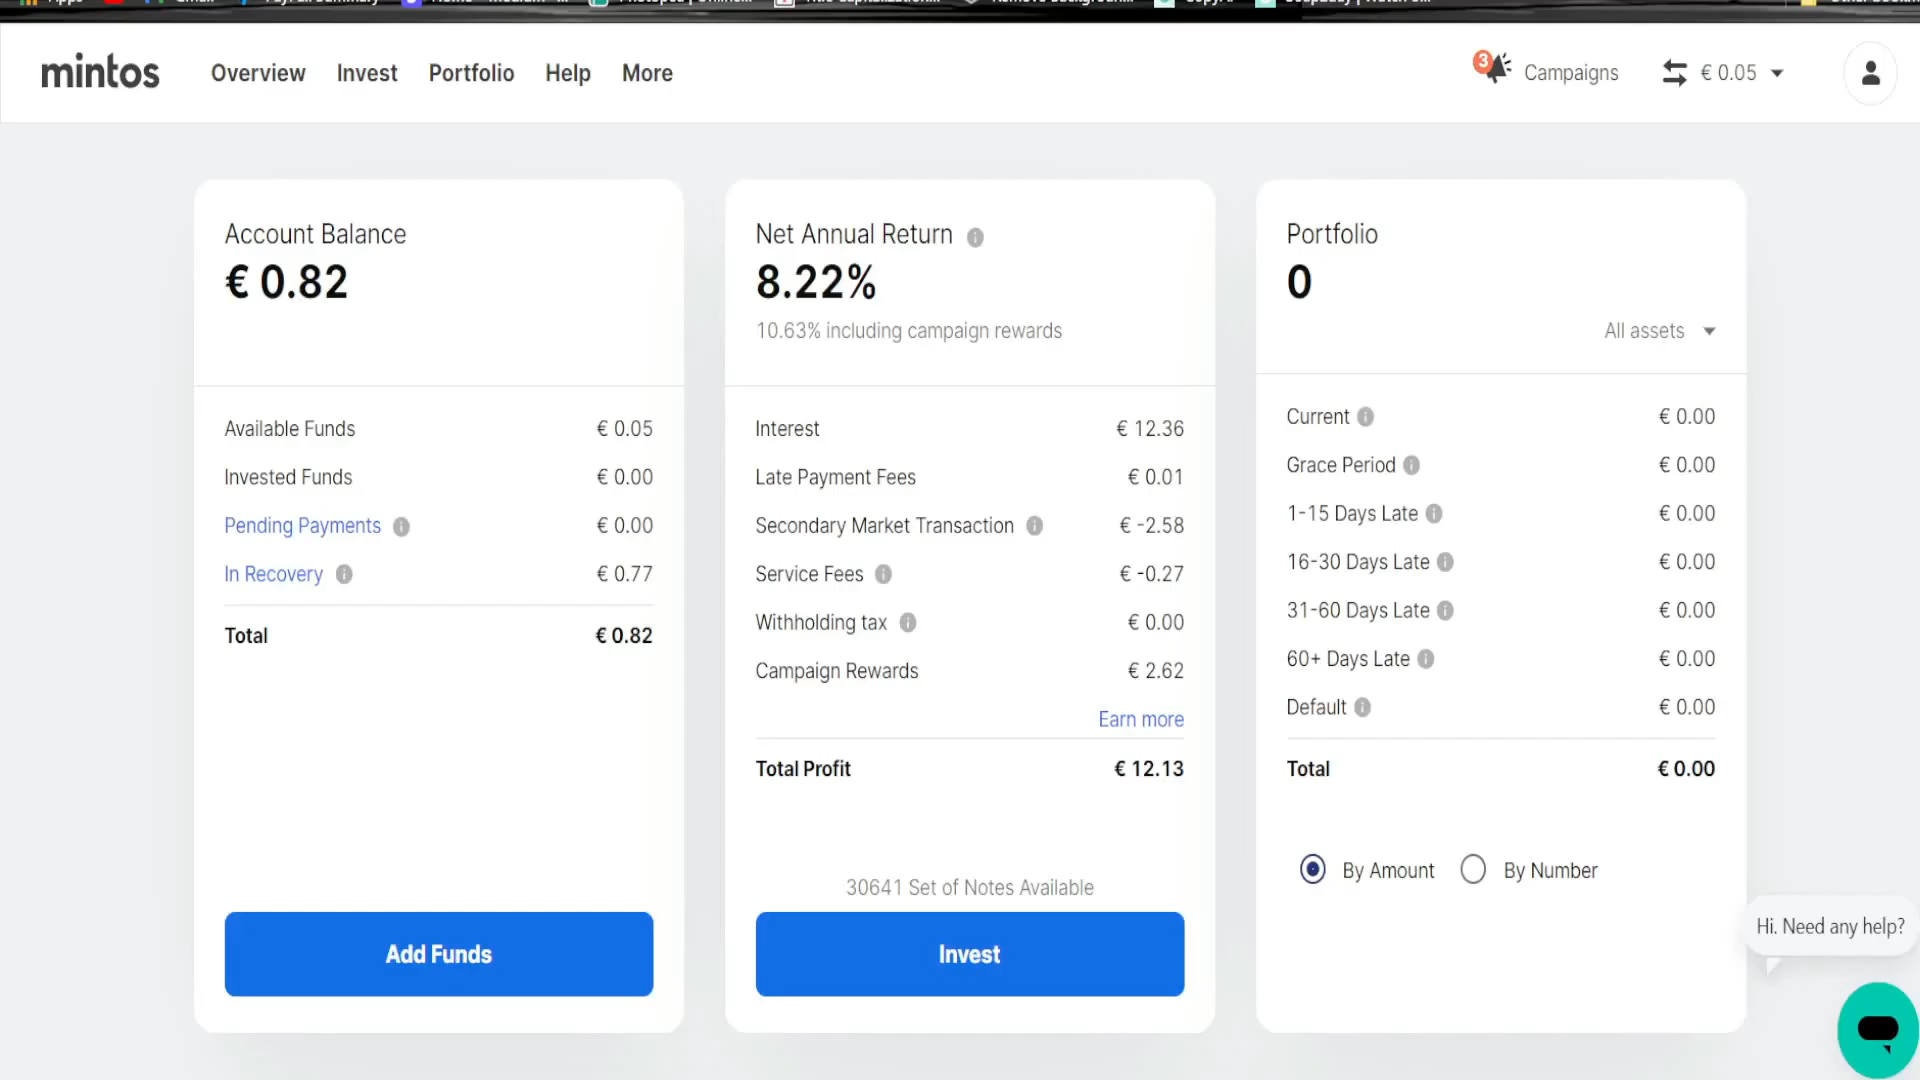 mintos Overview Invest Portfolio Help More 3 Campaigns € 0.05
Account Balance
€ 0.82
Available Funds € 0.05
Invested Funds € 0.00
Pending Payments € 0.00
In Recovery € 0.77
Total € 0.82
Add Funds
Net Annual Return
8.22%
10.63% including campaign rewards
Interest € 12.36
Late Payment Fees € 0.01
Secondary Market Transaction € -2.58
Service Fees € -0.27
Withholding tax € 0.00
Campaign Rewards € 2.62
Earn more
Total Profit € 12.13
30641 Set of Notes Available
Invest
Portfolio
0
All assets
Current € 0.00
Grace Period € 0.00
1-15 Days Late € 0.00
16-30 Days Late € 0.00
31-60 Days Late € 0.00
60+ Days Late € 0.00
Default € 0.00
Total € 0.00
By Amount By Number
Hi. Need any help?